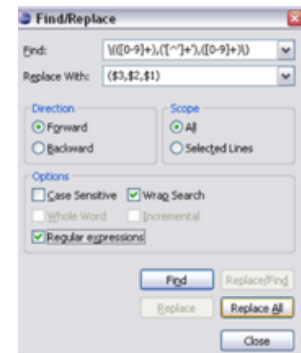 Find/Replace
Find: \(([0-9]+),('[^']+'),([0-9]+)\)
Replace With: ($3,$2,$1)
Direction Scope
Forward All
Backward Selected Lines
Options
Case Sensitive Wrap Search
Whole Word Incremental
Regular expressions
Find Replace/Find
Replace Replace All
Close